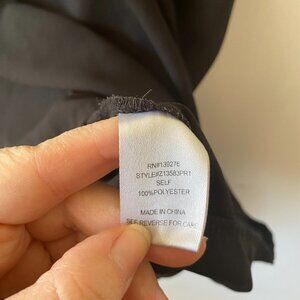 RN#139276
STYLE#Z13583PR1
SELF
100%POLYESTER
MADE IN CHINA
SEE REVERSE FOR CARE